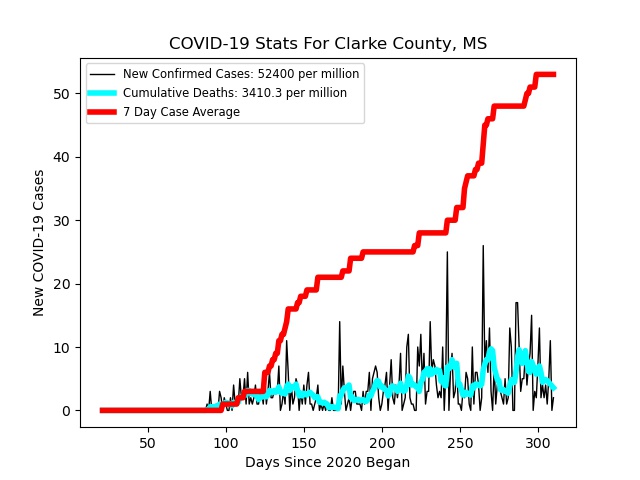 COVID-19 Stats For Clarke County, MS
New Confirmed Cases: 52400 per million
Cumulative Deaths: 3410.3 per million
7 Day Case Average
New COVID-19 Cases
50
40
30
20
10
0
50 100 150 200 250 300
Days Since 2020 Began